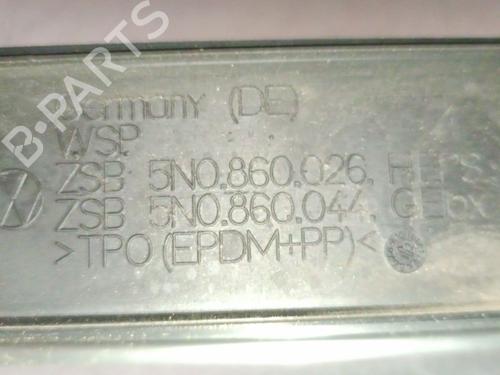 B-PARTS
Germany (DE)
WSP
ZSB 5N0.860.026.
ZSB 5N0.860.044.
>TPO(EPDM+PP)<